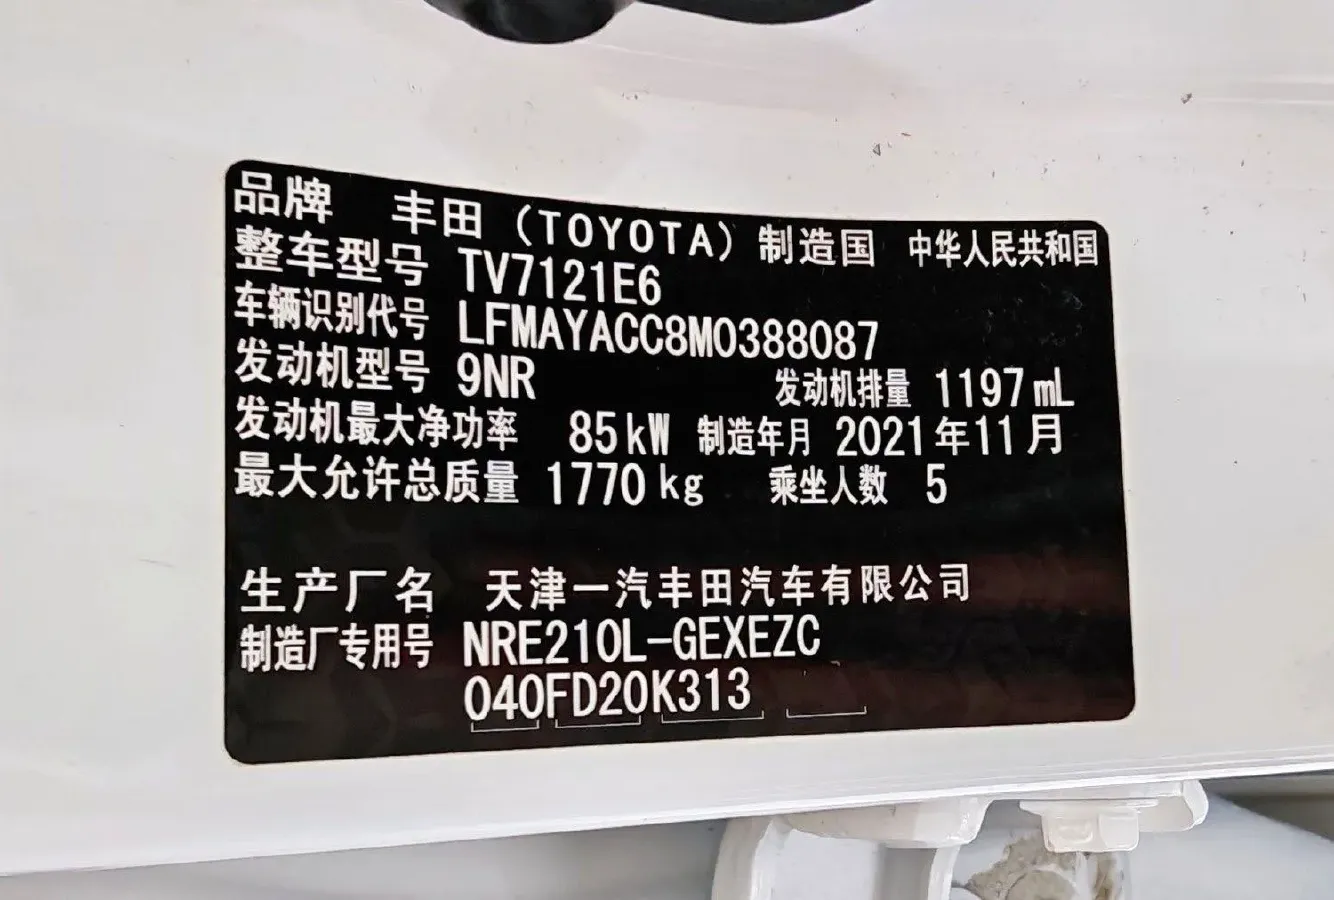 品牌 丰田（TOYOTA）制造国 中华人民共和国
整车型号 TV7121E6
车辆识别代号 LFMAYACC8M0388087
发动机型号 9NR 发动机排量 1197mL
发动机最大净功率 85kW 制造年月 2021年11月
最大允许总质量 1770kg 乘坐人数 5
生产厂名 天津一汽丰田汽车有限公司
制造厂专用号 NRE210L-GEXEZC
040FD20K313